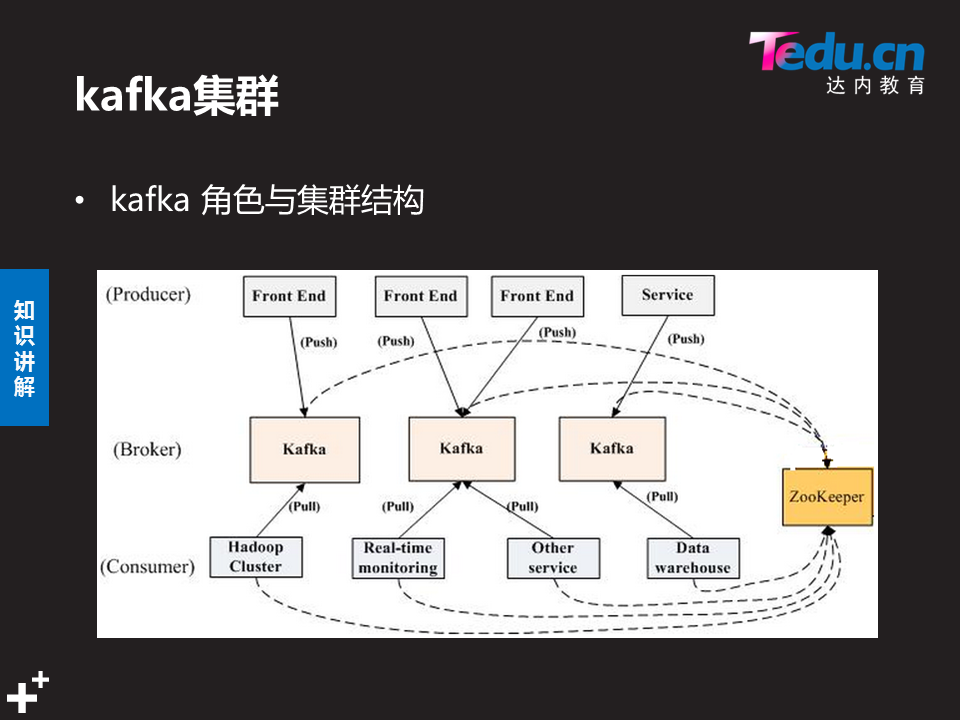 Tedu.cn
达内教育
kafka集群
• kafka 角色与集群结构
知
识
讲
解
(Producer)
Front End
Front End
Front End
Service
(Push)
(Push)
(Push)
(Push)
(Broker)
Kafka
Kafka
Kafka
ZooKeeper
(Pull)
(Pull)
(Pull)
(Pull)
(Consumer)
Hadoop
Cluster
Real-time
monitoring
Other
service
Data
warehouse